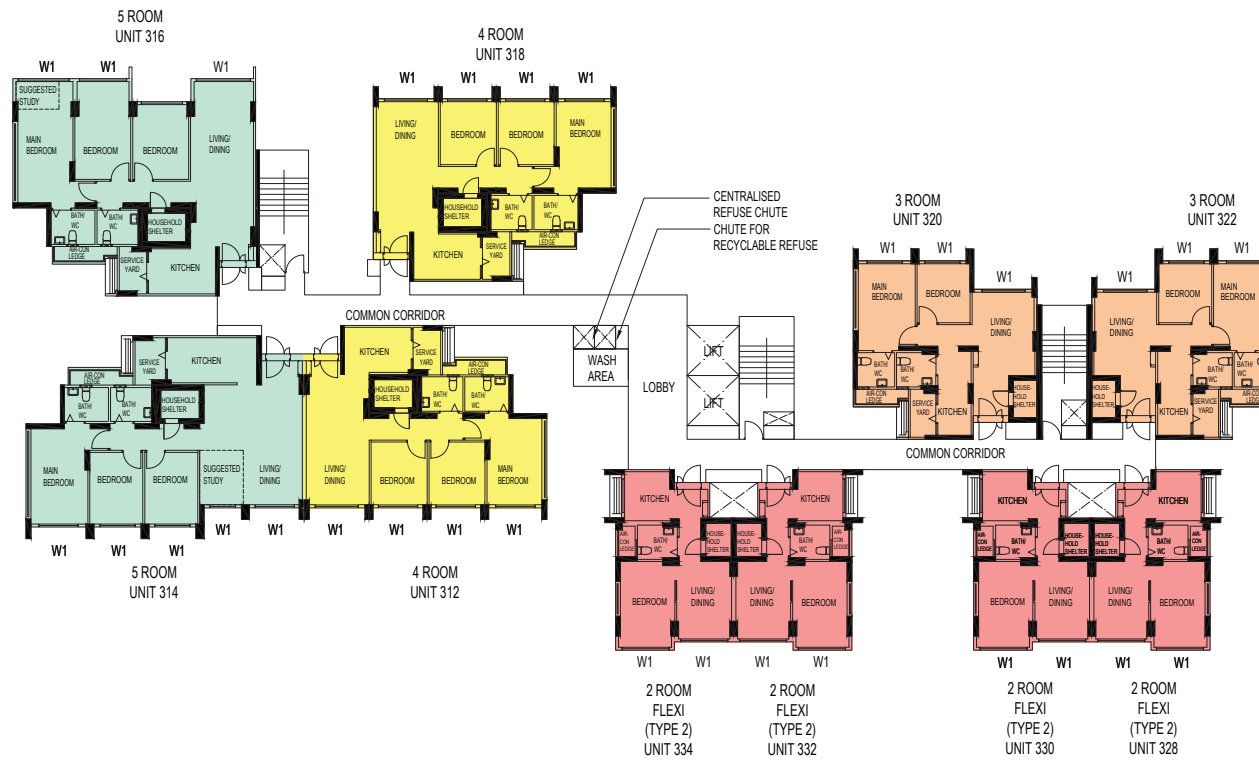 5 ROOM
UNIT 316
W1
W1
W1
SUGGESTED
STUDY
MAIN
BEDROOM
BEDROOM
BEDROOM
LIVING/
DINING
BATH/
WC
BATH/
WC
HOUSEHOLD
SHELTER
AIR-CON
LEDGE
SERVICE
YARD
KITCHEN
4 ROOM
UNIT 318
W1
W1
W1
W1
LIVING/
DINING
BEDROOM
BEDROOM
MAIN
BEDROOM
HOUSEHOLD
SHELTER
BATH/
WC
BATH/
WC
AIR-CON
LEDGE
KITCHEN
SERVICE
YARD
CENTRALISED
REFUSE CHUTE
CHUTE FOR
RECYCLABLE REFUSE
3 ROOM
UNIT 320
W1
W1
W1
MAIN
BEDROOM
BEDROOM
LIVING/
DINING
BATH/
WC
BATH/
WC
AIR-CON
LEDGE
SERVICE
YARD
KITCHEN
HOUSE-
HOLD
SHELTER
3 ROOM
UNIT 322
W1
W1
W1
LIVING/
DINING
BEDROOM
MAIN
BEDROOM
BATH/
WC
BATH/
WC
HOUSE-
HOLD
SHELTER
KITCHEN
SERVICE
YARD
AIR-CON
LEDGE
COMMON CORRIDOR
WASH
AREA
LOBBY
LIFT
LIFT
COMMON CORRIDOR
KITCHEN
SERVICE
YARD
AIR-CON
LEDGE
BATH/
WC
BATH/
WC
HOUSEHOLD
SHELTER
MAIN
BEDROOM
BEDROOM
BEDROOM
SUGGESTED
STUDY
LIVING/
DINING
W1
W1
W1
W1
W1
5 ROOM
UNIT 314
KITCHEN
SERVICE
YARD
AIR-CON
LEDGE
HOUSEHOLD
SHELTER
BATH/
WC
BATH/
WC
LIVING/
DINING
BEDROOM
BEDROOM
MAIN
BEDROOM
W1
W1
W1
W1
4 ROOM
UNIT 312
KITCHEN
AIR-
CON
LEDGE
BATH/
WC
HOUSE-
HOLD
SHELTER
BEDROOM
LIVING/
DINING
W1
W1
2 ROOM
FLEXI
(TYPE 2)
UNIT 334
KITCHEN
HOUSE-
HOLD
SHELTER
BATH/
WC
AIR-
CON
LEDGE
LIVING/
DINING
BEDROOM
W1
W1
2 ROOM
FLEXI
(TYPE 2)
UNIT 332
KITCHEN
AIR-
CON
LEDGE
BATH/
WC
HOUSE-
HOLD
SHELTER
BEDROOM
LIVING/
DINING
W1
W1
2 ROOM
FLEXI
(TYPE 2)
UNIT 330
KITCHEN
HOUSE-
HOLD
SHELTER
BATH/
WC
AIR-
CON
LEDGE
LIVING/
DINING
BEDROOM
W1
W1
2 ROOM
FLEXI
(TYPE 2)
UNIT 328